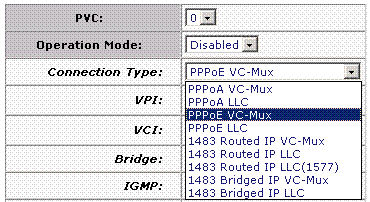 PVC: 0
Operation Mode: Disabled
Connection Type: PPPoE VC-Mux
PPPoA VC-Mux
VPI: PPPoA LLC
PPPoE VC-Mux
VCI: PPPoE LLC
1483 Routed IP VC-Mux
Bridge: 1483 Routed IP LLC
1483 Routed IP LLC(1577)
IGMP: 1483 Bridged IP VC-Mux
1483 Bridged IP LLC